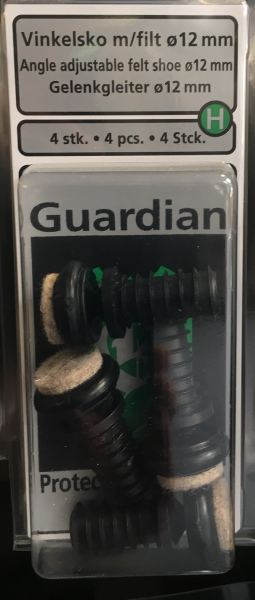 Vinkelsko m/filt ø12 mm
Angle adjustable felt shoe ø12 mm
Gelenkgleiter ø12 mm
H
4 stk. • 4 pcs. • 4 Stck.
Guardian